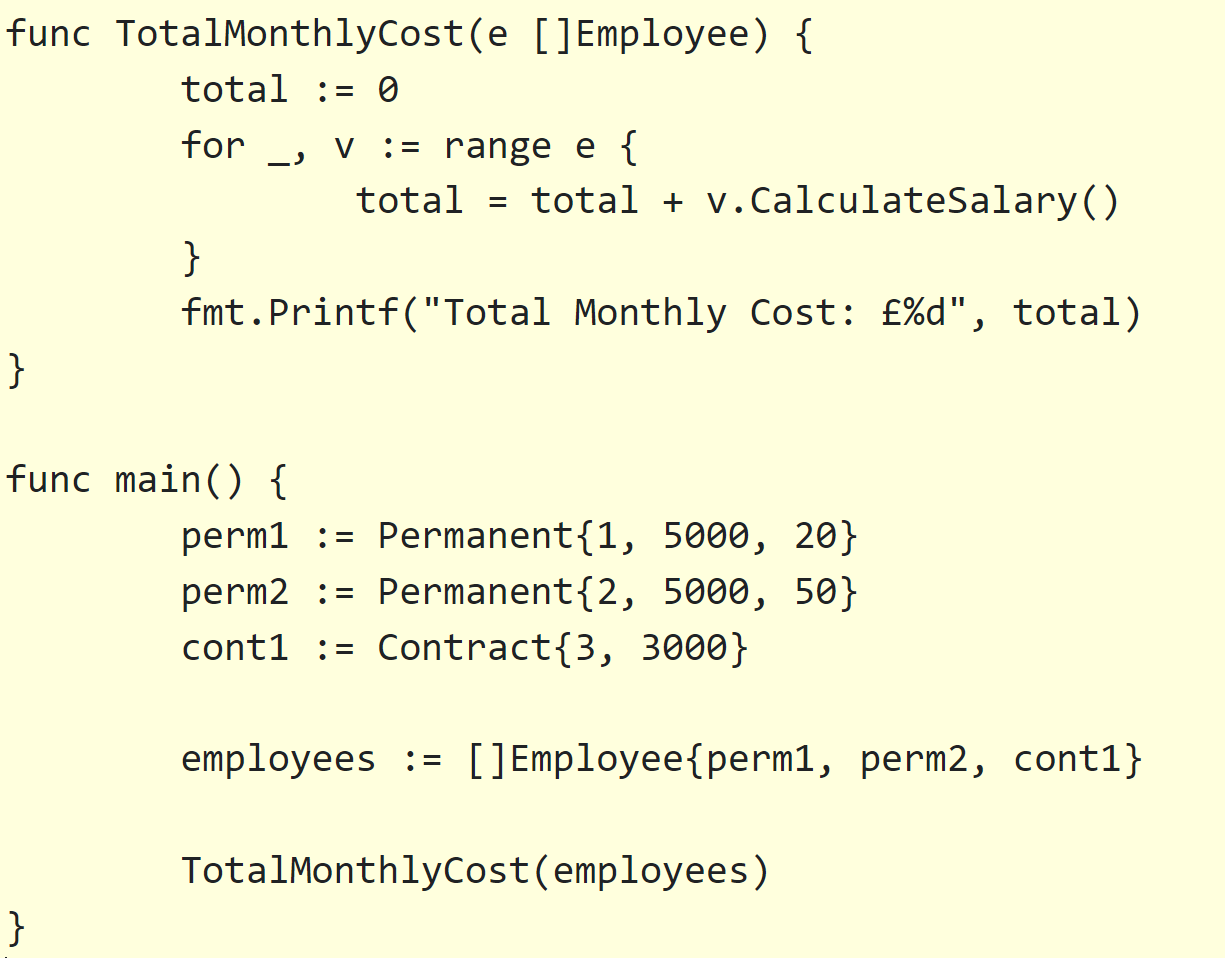 func TotalMonthlyCost(e []Employee) {
        total := 0
        for _, v := range e {
                total = total + v.CalculateSalary()
        }
        fmt.Printf("Total Monthly Cost: £%d", total)
}

func main() {
        perm1 := Permanent{1, 5000, 20}
        perm2 := Permanent{2, 5000, 50}
        cont1 := Contract{3, 3000}

        employees := []Employee{perm1, perm2, cont1}

        TotalMonthlyCost(employees)
}